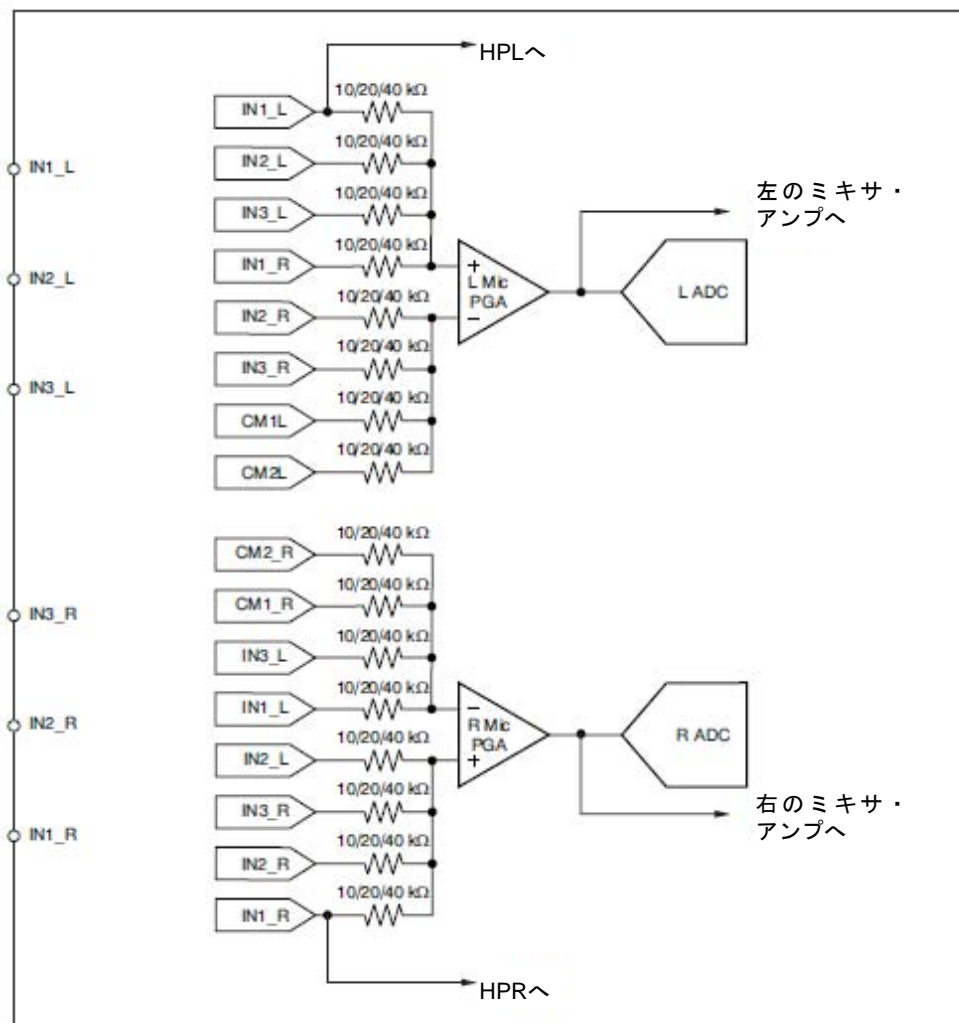 HPLへ
10/20/40 kΩ
IN1_L
10/20/40 kΩ
IN2_L
10/20/40 kΩ
IN3_L
10/20/40 kΩ
IN1_R
10/20/40 kΩ
IN2_R
10/20/40 kΩ
IN3_R
10/20/40 kΩ
CM1L
10/20/40 kΩ
CM2L
IN1_L
IN2_L
IN3_L
+
L Mic
PGA
−
左のミキサ・
アンプへ
L ADC
10/20/40 kΩ
CM2_R
10/20/40 kΩ
CM1_R
10/20/40 kΩ
IN3_L
10/20/40 kΩ
IN1_L
10/20/40 kΩ
IN2_L
10/20/40 kΩ
IN3_R
10/20/40 kΩ
IN2_R
10/20/40 kΩ
IN1_R
IN3_R
IN2_R
IN1_R
−
R Mic
PGA
+
R ADC
右のミキサ・
アンプへ
HPRへ